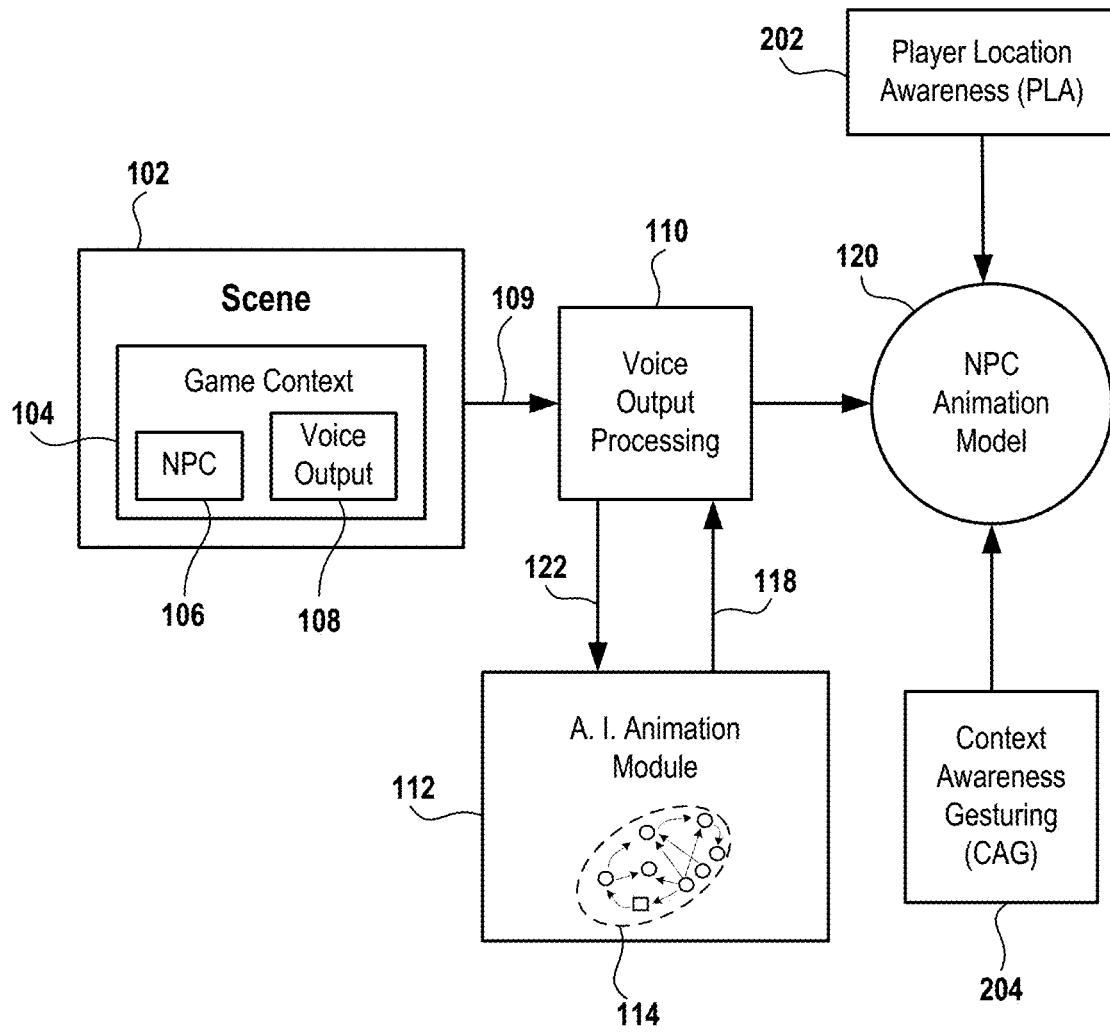 202
Player Location
Awareness (PLA)
102
110
120
Scene
109
Game Context
104
NPC
Voice
Output
Voice
Output
Processing
NPC
Animation
Model
106
108
122
118
A. I. Animation
Module
112
114
Context
Awareness
Gesturing
(CAG)
204